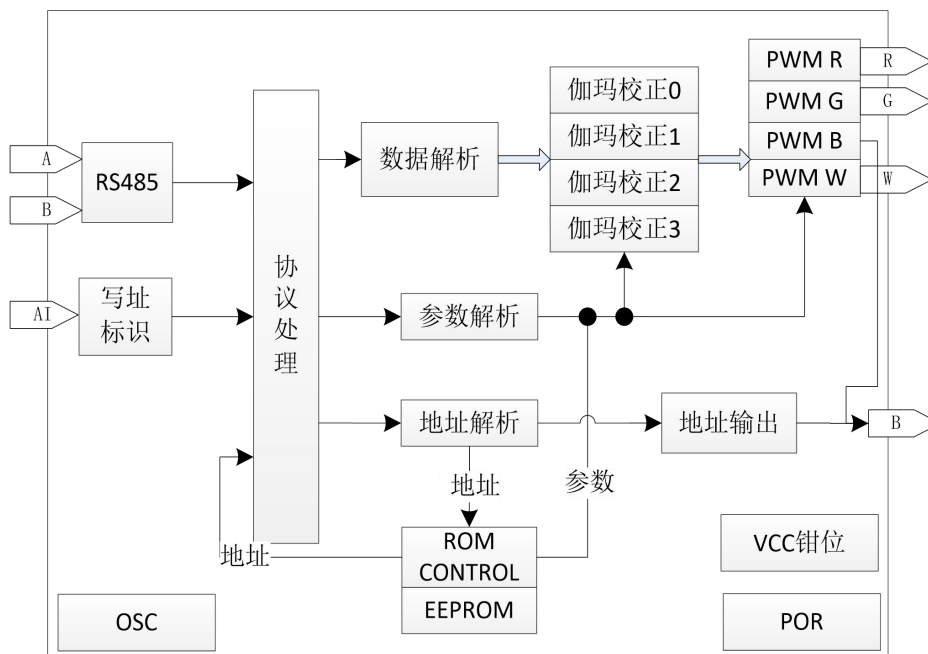 PWM R
R
PWM G
G
PWM B
PWM W
W
伽玛校正0
伽玛校正1
伽玛校正2
伽玛校正3
数据解析
A
B
RS485
AI
写址
标识
协
议
处
理
参数解析
地址解析
地址输出
B
地址
参数
地址
ROM
CONTROL
EEPROM
VCC钳位
OSC
POR